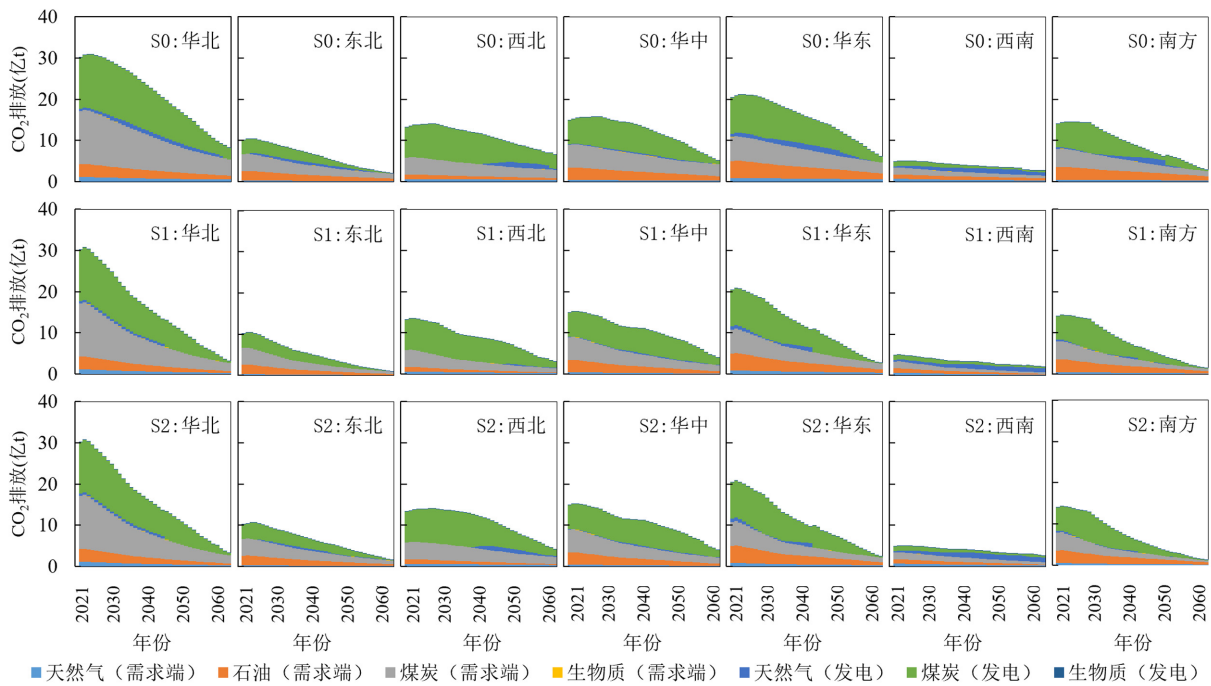 40
30
20
10
0
CO₂排放(亿t)
S0:华北
S0:东北
S0:西北
S0:华中
S0:华东
S0:西南
S0:南方
40
30
20
10
0
CO₂排放(亿t)
S1:华北
S1:东北
S1:西北
S1:华中
S1:华东
S1:西南
S1:南方
40
30
20
10
0
CO₂排放(亿t)
S2:华北
S2:东北
S2:西北
S2:华中
S2:华东
S2:西南
S2:南方
2021 2030 2040 2050 2060
2021 2030 2040 2050 2060
2021 2030 2040 2050 2060
2021 2030 2040 2050 2060
2021 2030 2040 2050 2060
2021 2030 2040 2050 2060
2021 2030 2040 2050 2060
年份 年份 年份 年份 年份 年份 年份
天然气（需求端） 石油（需求端） 煤炭（需求端） 生物质（需求端） 天然气（发电） 煤炭（发电） 生物质（发电）